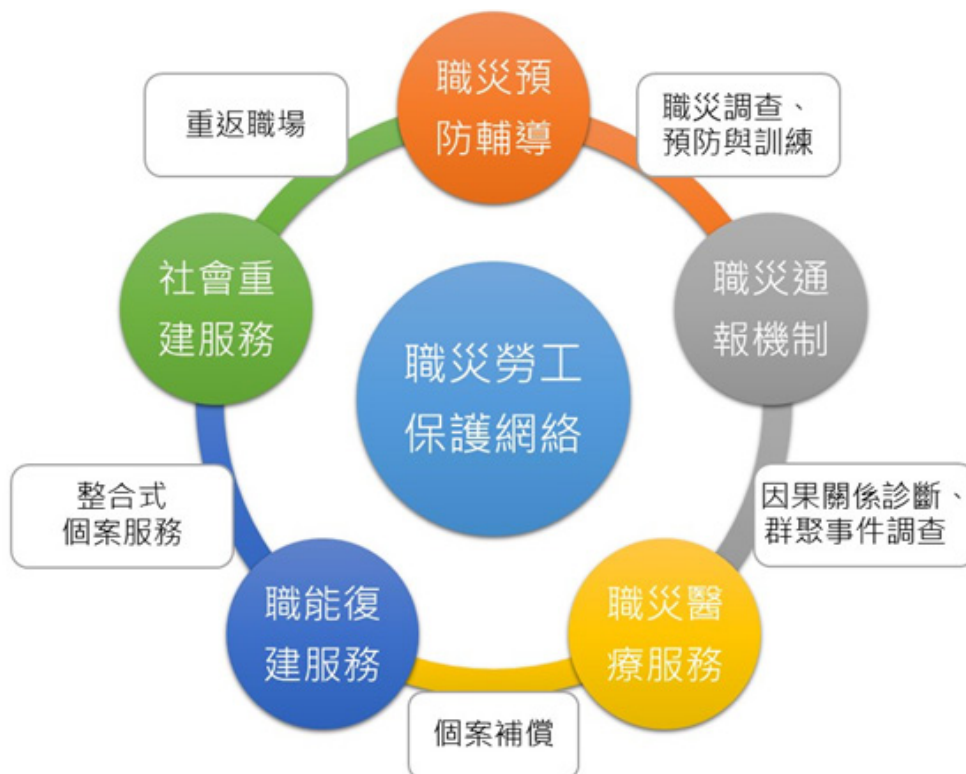 職災預
防輔導
重返職場
職災調查、
預防與訓練
社會重
建服務
職災通
報機制
職災勞工
保護網絡
整合式
個案服務
因果關係診斷、
群聚事件調查
職能復
建服務
職災醫
療服務
個案補償